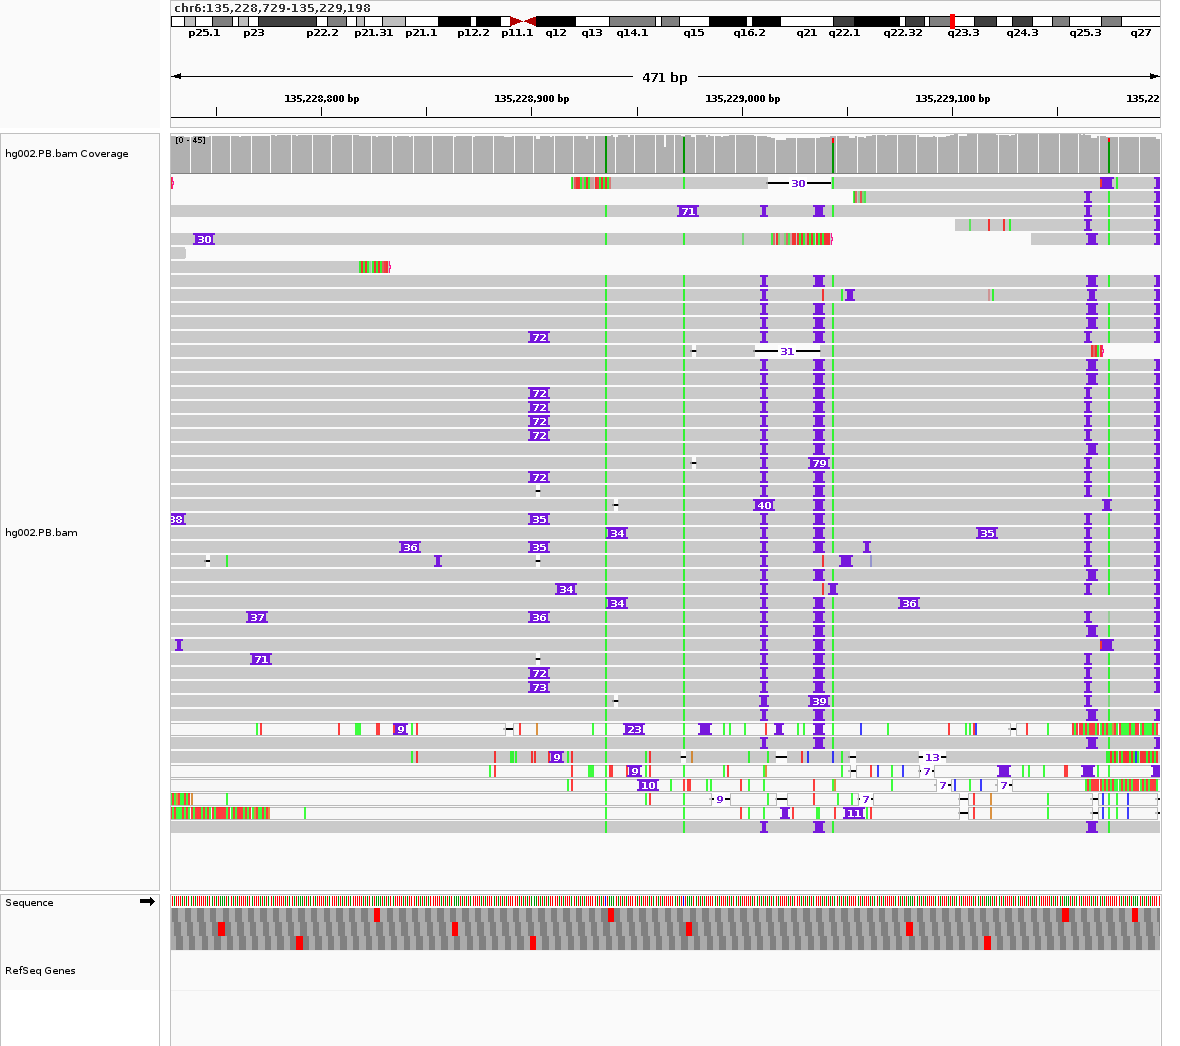 chr6:135,228,729-135,229,198
p25.1 p23 p22.2 p21.31 p21.1 p12.2 p11.1 q12 q13 q14.1 q15 q16.2 q21 q22.1 q22.32 q23.3 q24.3 q25.3 q27
471 bp
135,228,800 bp 135,228,900 bp 135,229,000 bp 135,229,100 bp 135,22
hg002.PB.bam Coverage
[0 - 45]
30
71
30
72
31
72
72
72
72
79
72
40
38 35
34 35
36 35
34
34 36
37 36
71
72
73
39
9 23
9 13
9 7
10 7 7
9 7
11
hg002.PB.bam
Sequence
RefSeq Genes